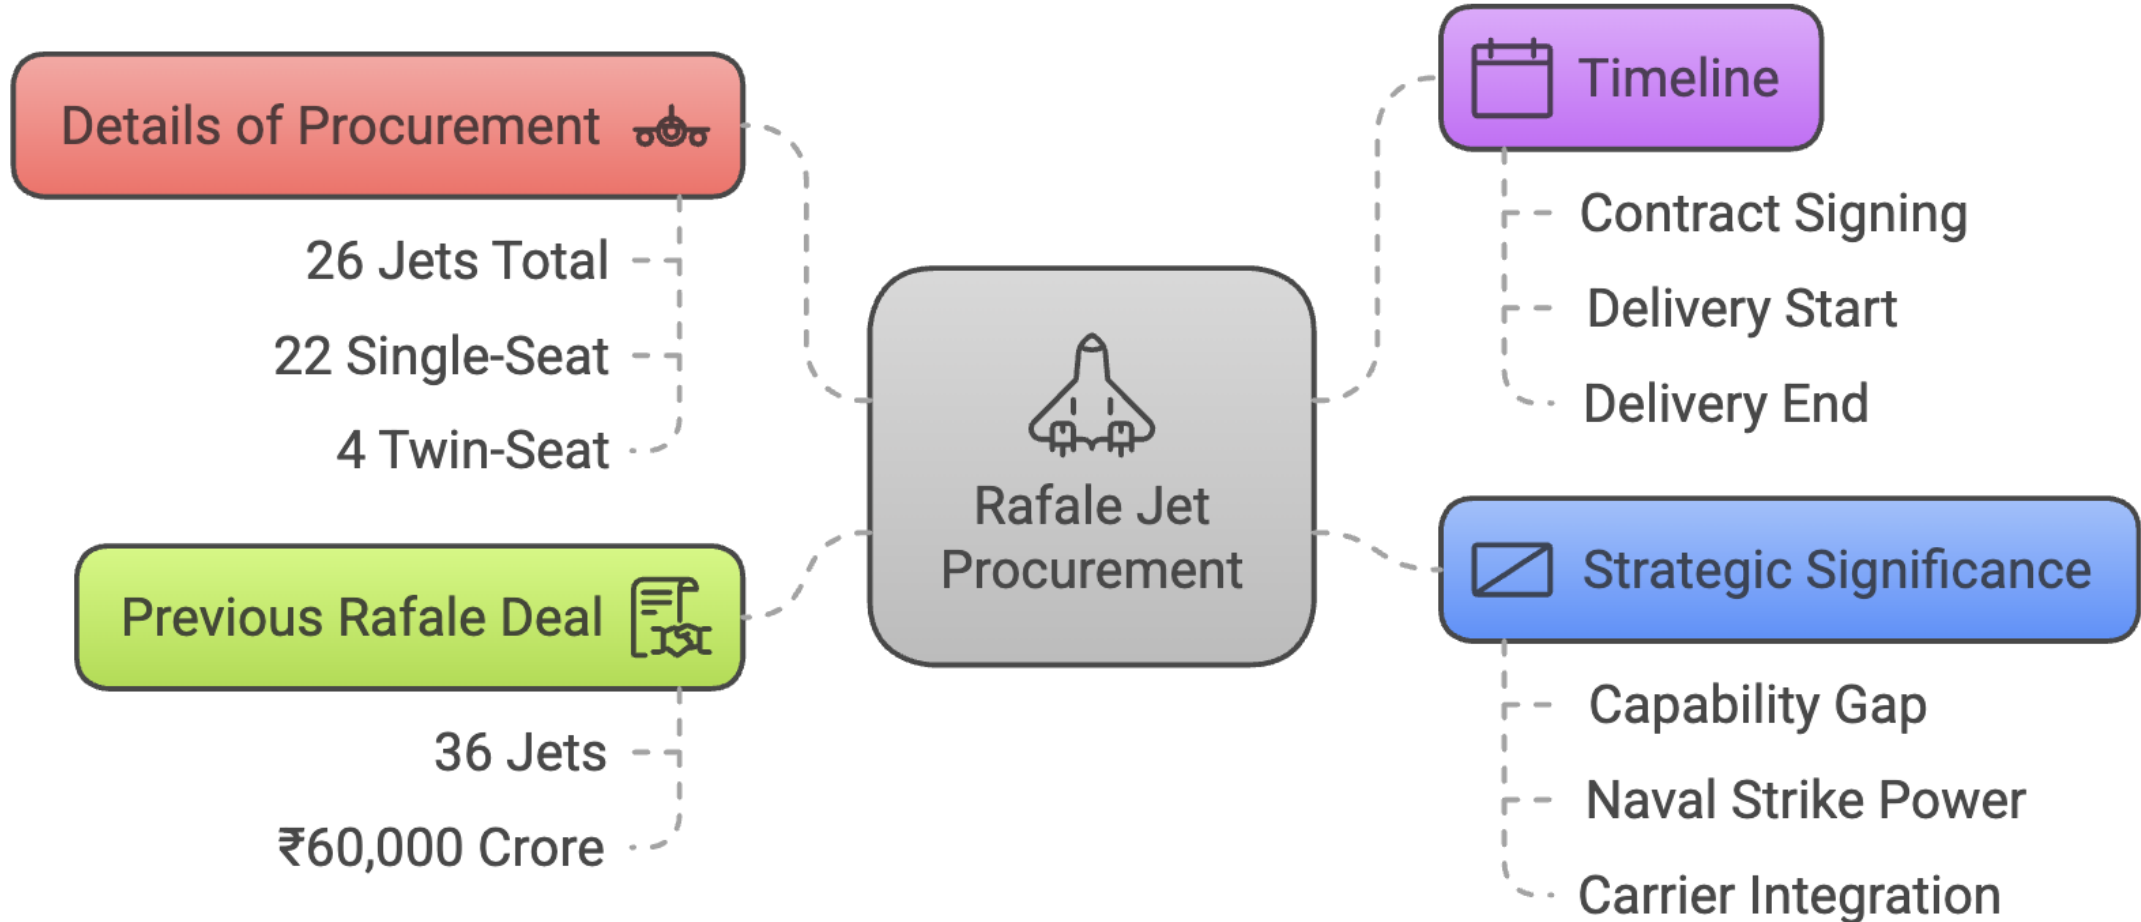 Details of Procurement
26 Jets Total
22 Single-Seat
4 Twin-Seat
Previous Rafale Deal
36 Jets
₹60,000 Crore
Rafale Jet
Procurement
Timeline
Contract Signing
Delivery Start
Delivery End
Strategic Significance
Capability Gap
Naval Strike Power
Carrier Integration